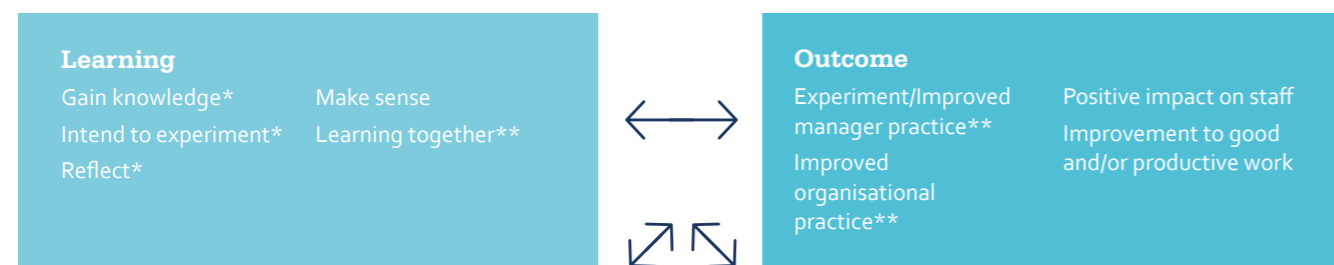 Learning
Gain knowledge*
Intend to experiment*
Reflect*
Make sense
Learning together**
Outcome
Experiment/Improved
manager practice**
Improved
organisational
practice**
Positive impact on staff
Improvement to good
and/or productive work